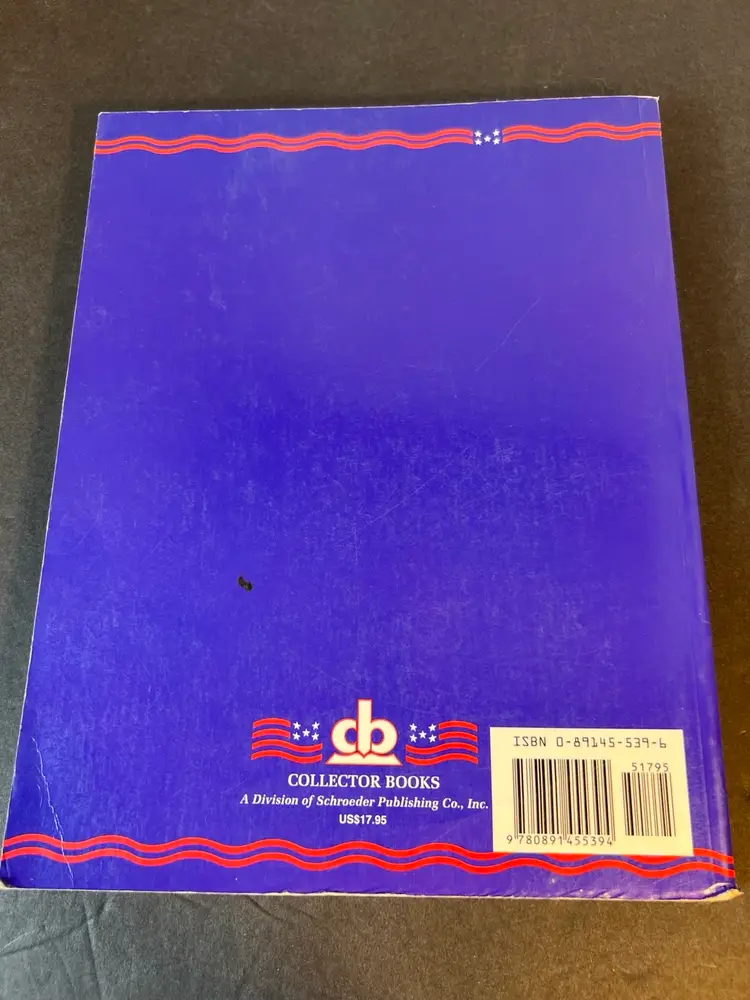 cb
COLLECTOR BOOKS
A Division of Schroeder Publishing Co., Inc.
US$17.95
ISBN 0-89145-539-6
51795
9 780891 455394